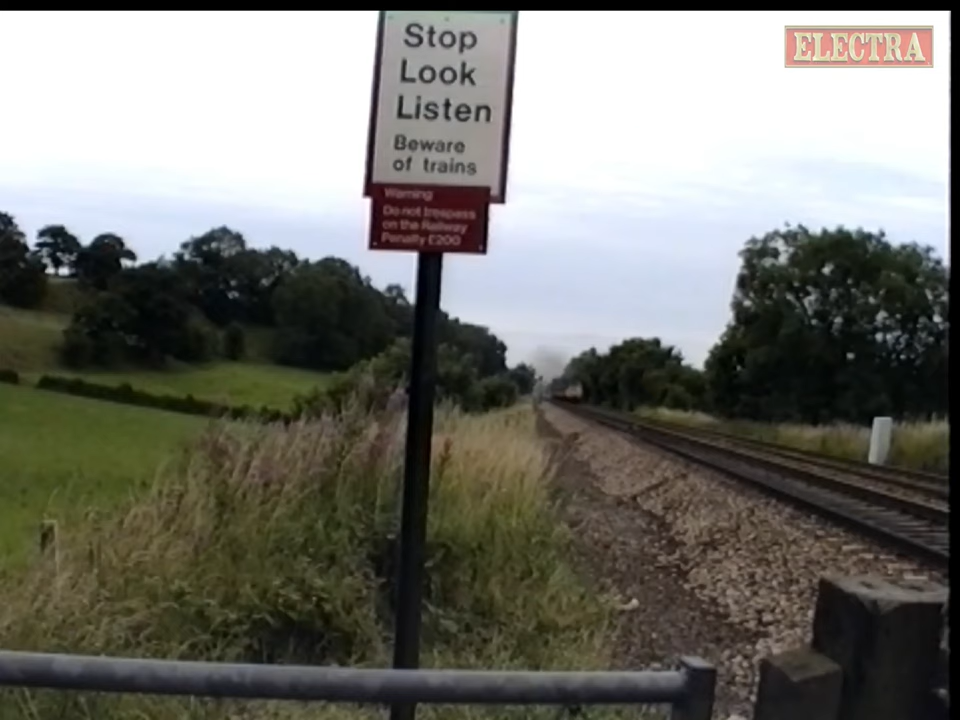 ELECTRA
Stop
Look
Listen
Beware
of trains
Warning
Do not trespass
on the Railway
Penalty £200